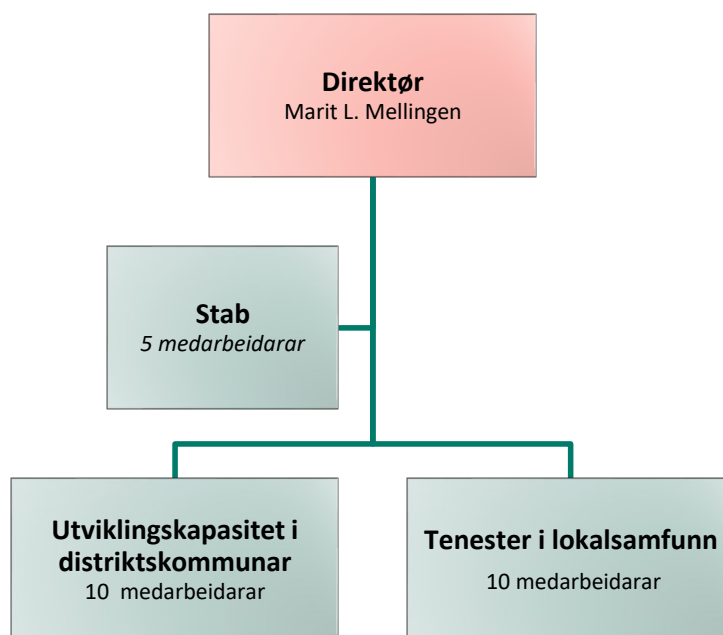 Direktør
Marit L. Mellingen
Stab
5 medarbeidarar
Utviklingskapasitet i
distriktskommunar
10 medarbeidarar
Tenester i lokalsamfunn
10 medarbeidarar